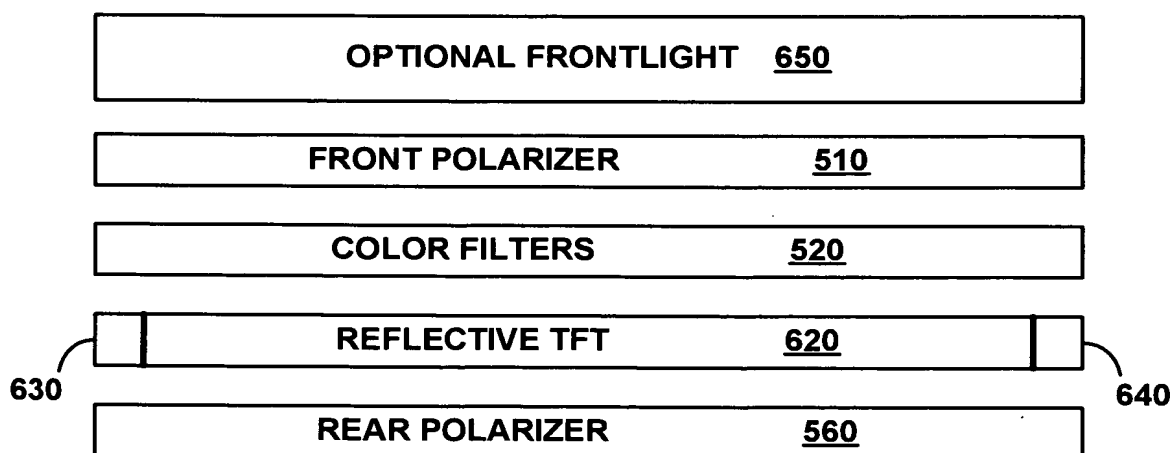 OPTIONAL FRONTLIGHT 650
FRONT POLARIZER 510
COLOR FILTERS 520
REFLECTIVE TFT 620
630
640
REAR POLARIZER 560